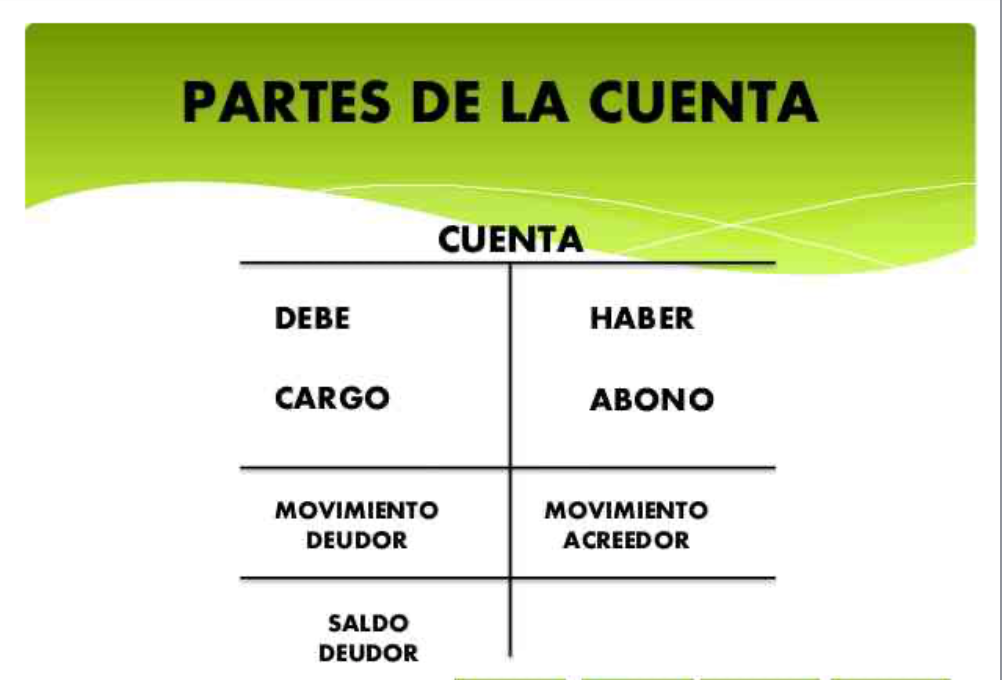 PARTES DE LA CUENTA
CUENTA
DEBE
HABER
CARGO
ABONO
MOVIMIENTO
DEUDOR
MOVIMIENTO
ACREEDOR
SALDO
DEUDOR